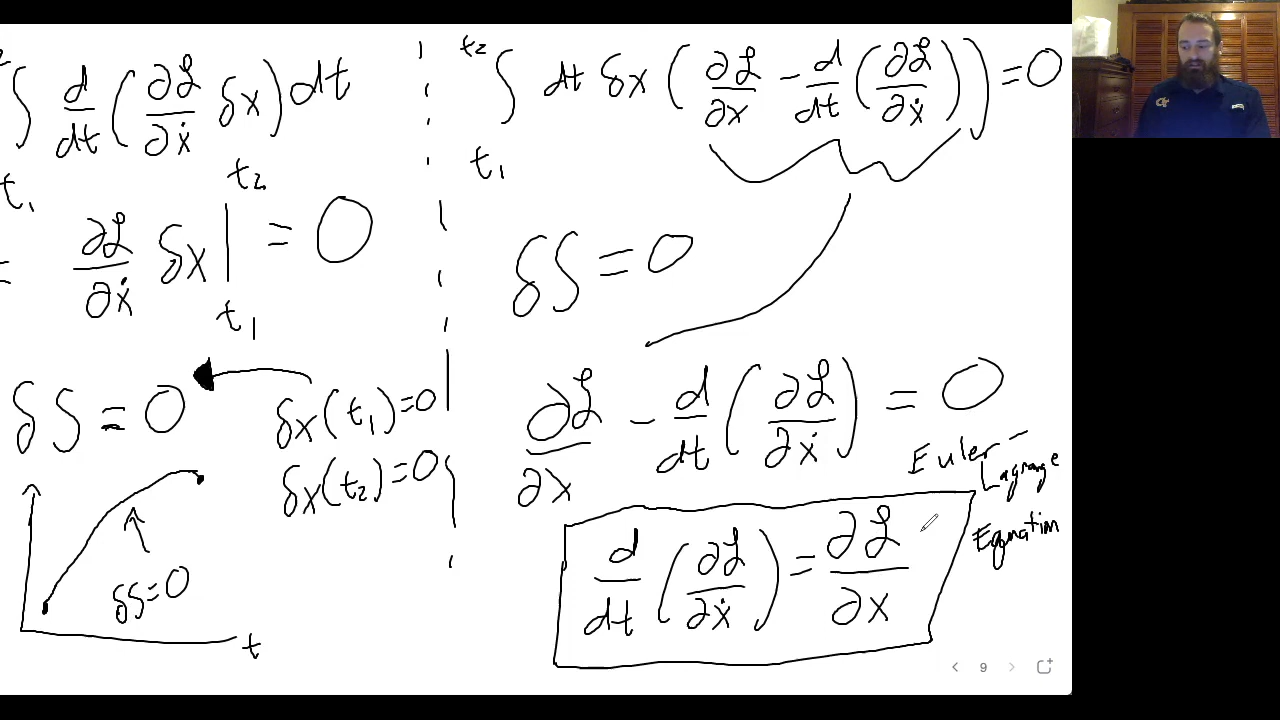 ∫ d/dt (∂ℒ/∂ẋ δx) dt
t₁
= ∂ℒ/∂ẋ δx |_{t₁}^{t₂} = 0
δS = 0
δx(t₁)=0
δx(t₂)=0
δS=0
t
∫_{t₁}^{t₂} dt δx (∂ℒ/∂x − d/dt (∂ℒ/∂ẋ)) = 0
δS = 0
∂ℒ/∂x − d/dt (∂ℒ/∂ẋ) = 0
Euler–
Lagrange
Equation
d/dt (∂ℒ/∂ẋ) = ∂ℒ/∂x
9